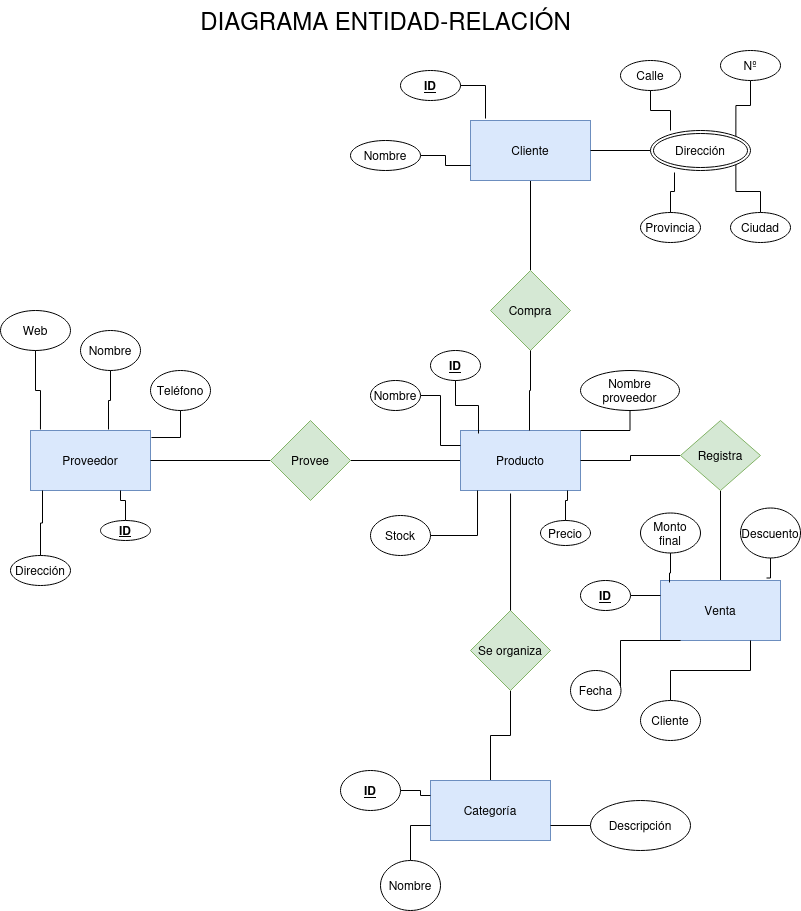 DIAGRAMA ENTIDAD-RELACIÓN
Nº
Calle
ID
Cliente
Dirección
Nombre
Provincia
Ciudad
Compra
Web
Nombre
ID
Teléfono
Nombre
Nombre
proveedor
Proveedor
Provee
Producto
Registra
ID
Stock
Precio
Monto
final
Descuento
Dirección
ID
Venta
Se organiza
Fecha
Cliente
ID
Categoría
Descripción
Nombre